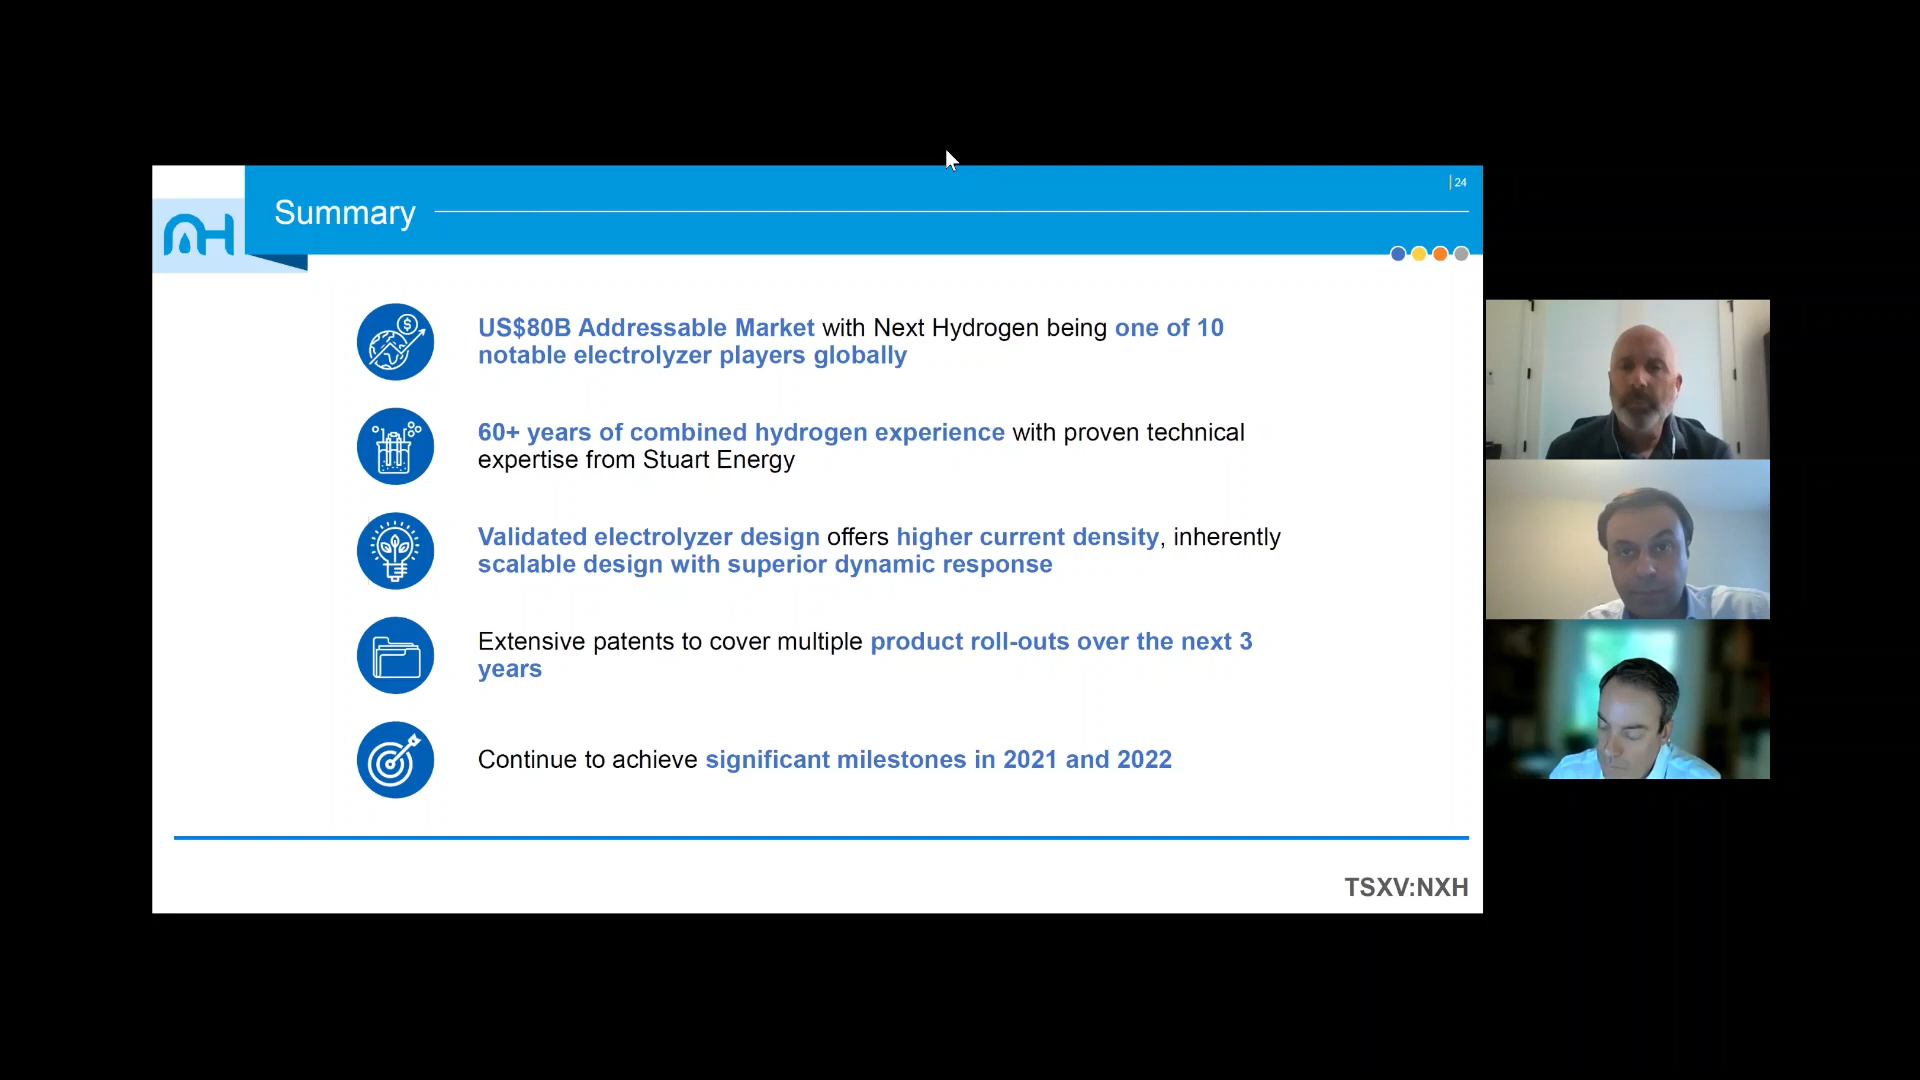 Summary
24
US$80B Addressable Market with Next Hydrogen being one of 10
notable electrolyzer players globally
60+ years of combined hydrogen experience with proven technical
expertise from Stuart Energy
Validated electrolyzer design offers higher current density, inherently
scalable design with superior dynamic response
Extensive patents to cover multiple product roll-outs over the next 3
years
Continue to achieve significant milestones in 2021 and 2022
TSXV:NXH